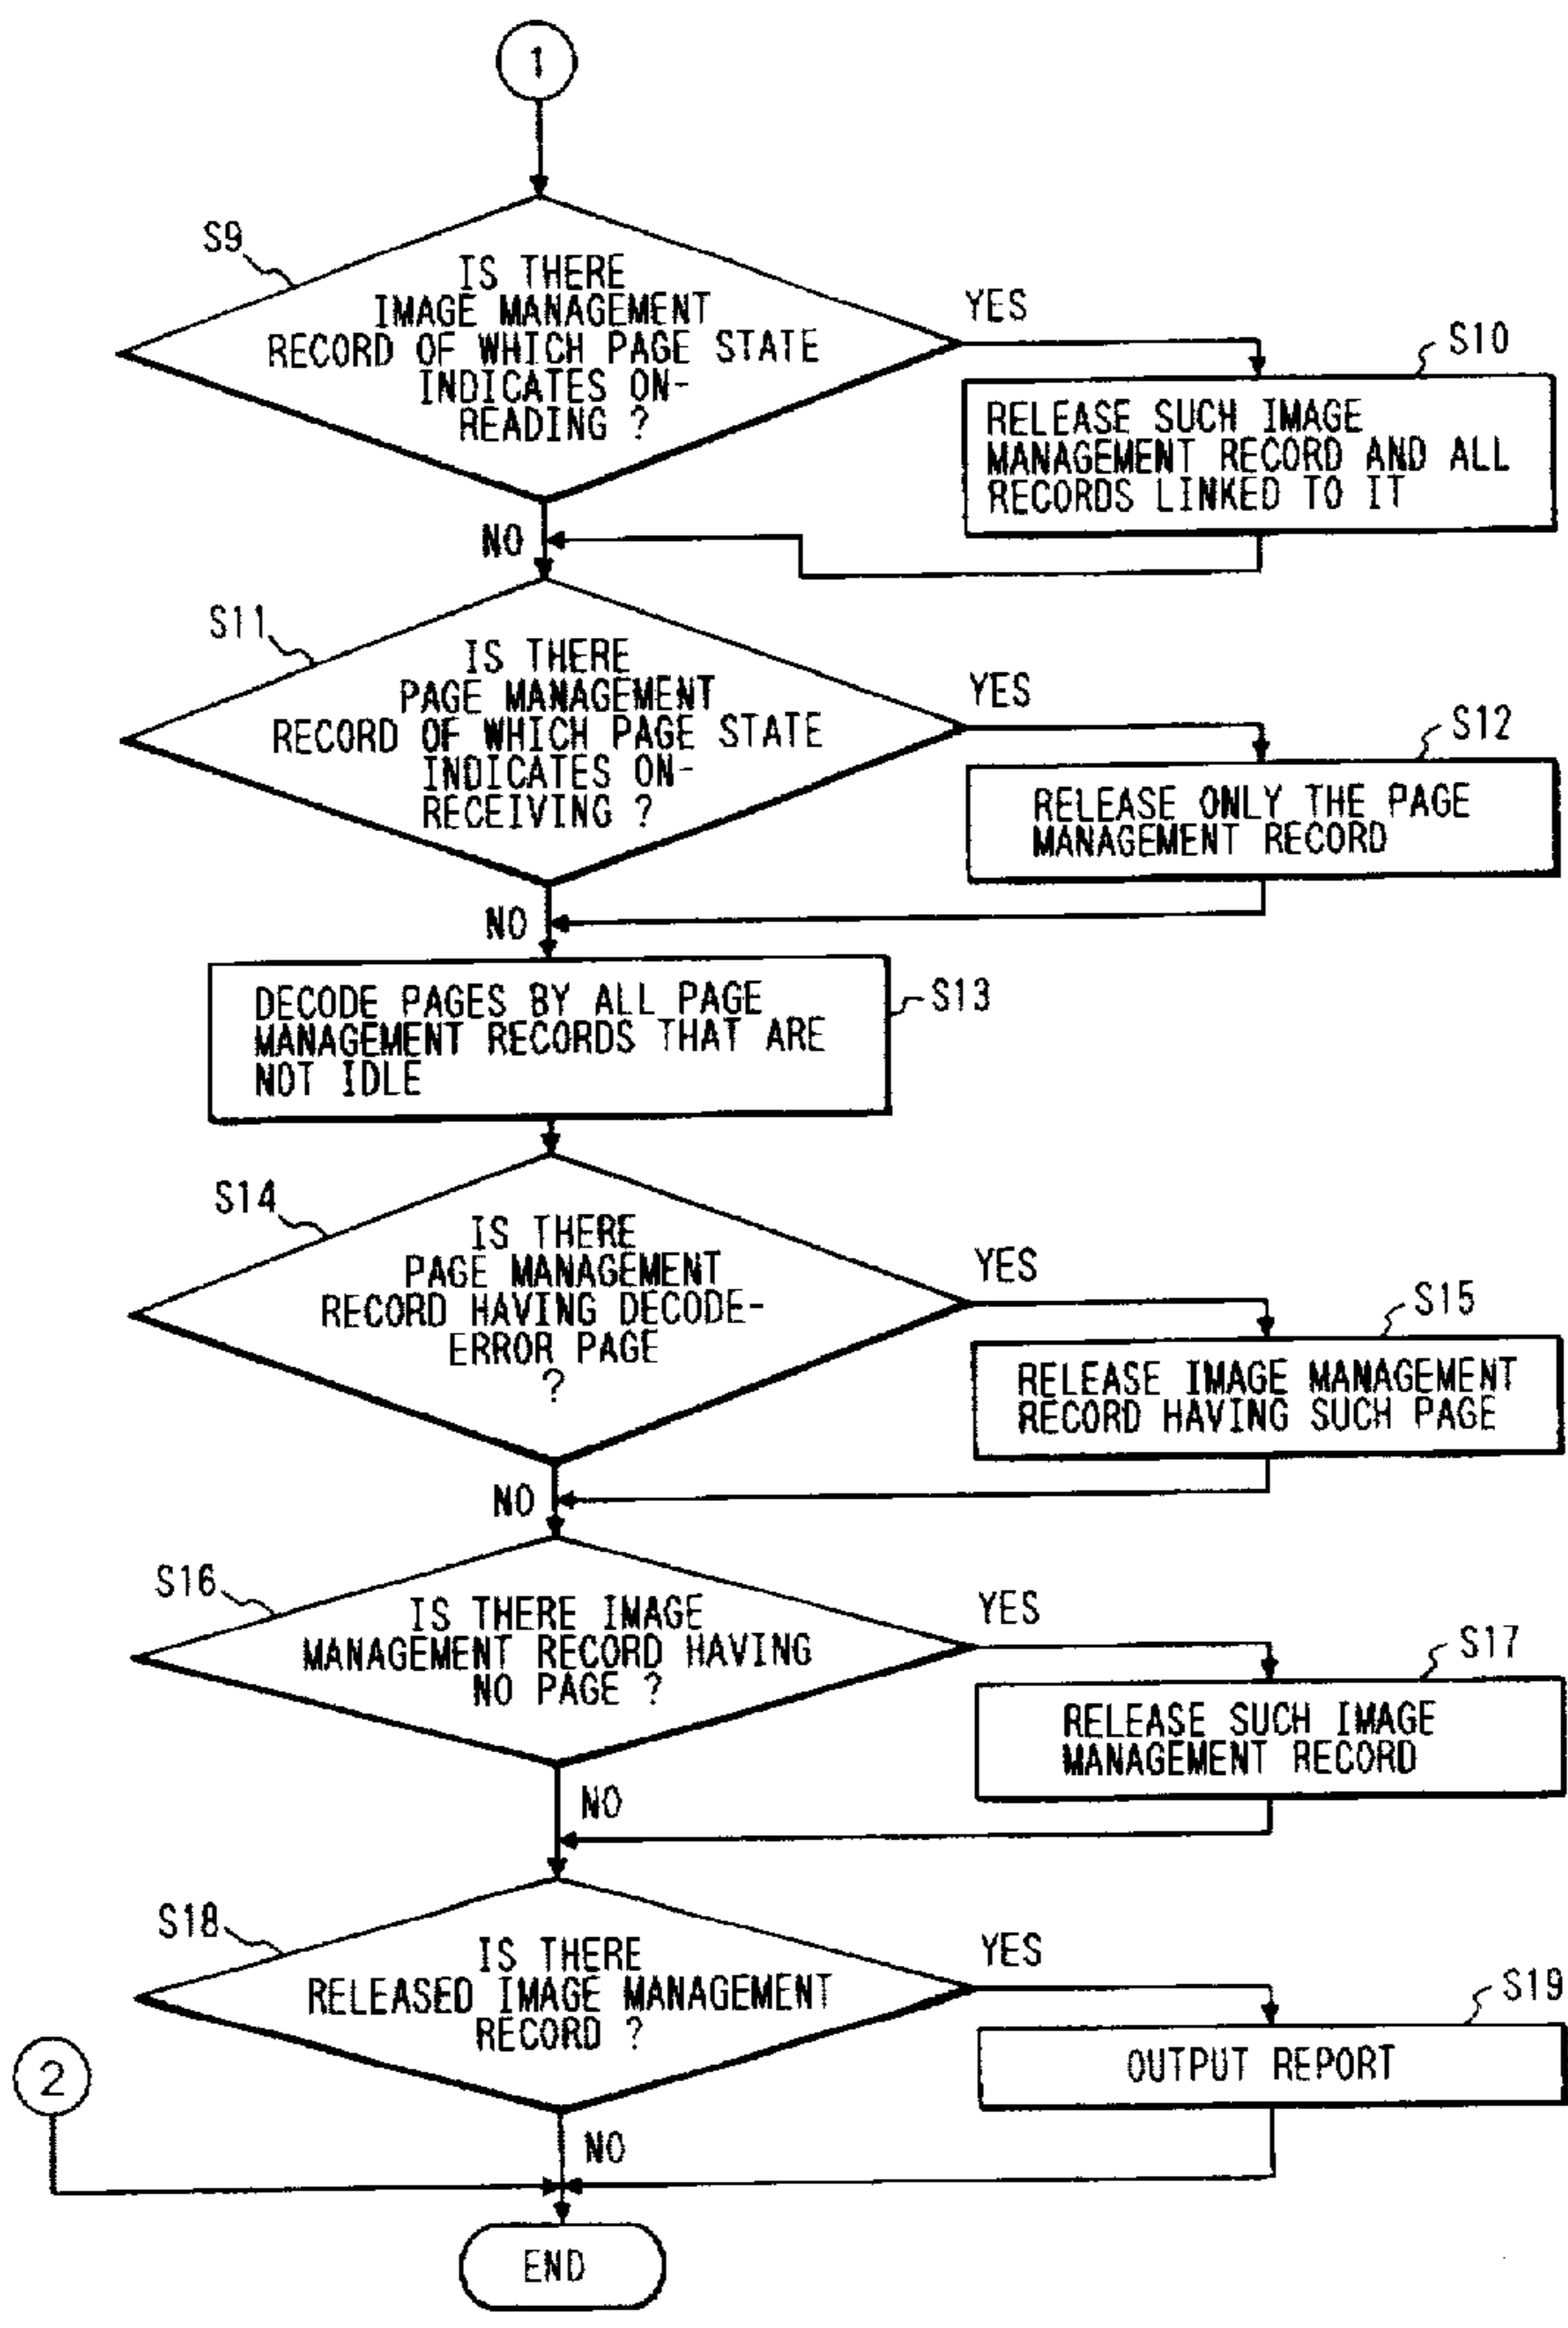 1
S9
IS THERE
IMAGE MANAGEMENT
RECORD OF WHICH PAGE STATE
INDICATES ON-
READING ?
YES
S10
RELEASE SUCH IMAGE
MANAGEMENT RECORD AND ALL
RECORDS LINKED TO IT
NO
S11
IS THERE
PAGE MANAGEMENT
RECORD OF WHICH PAGE STATE
INDICATES ON-
RECEIVING ?
YES
S12
RELEASE ONLY THE PAGE
MANAGEMENT RECORD
NO
DECODE PAGES BY ALL PAGE
MANAGEMENT RECORDS THAT ARE
NOT IDLE
S13
S14
IS THERE
PAGE MANAGEMENT
RECORD HAVING DECODE-
ERROR PAGE
?
YES
S15
RELEASE IMAGE MANAGEMENT
RECORD HAVING SUCH PAGE
NO
S16
IS THERE IMAGE
MANAGEMENT RECORD HAVING
NO PAGE ?
YES
S17
RELEASE SUCH IMAGE
MANAGEMENT RECORD
NO
S18
IS THERE
RELEASED IMAGE MANAGEMENT
RECORD ?
YES
S19
OUTPUT REPORT
2
NO
END